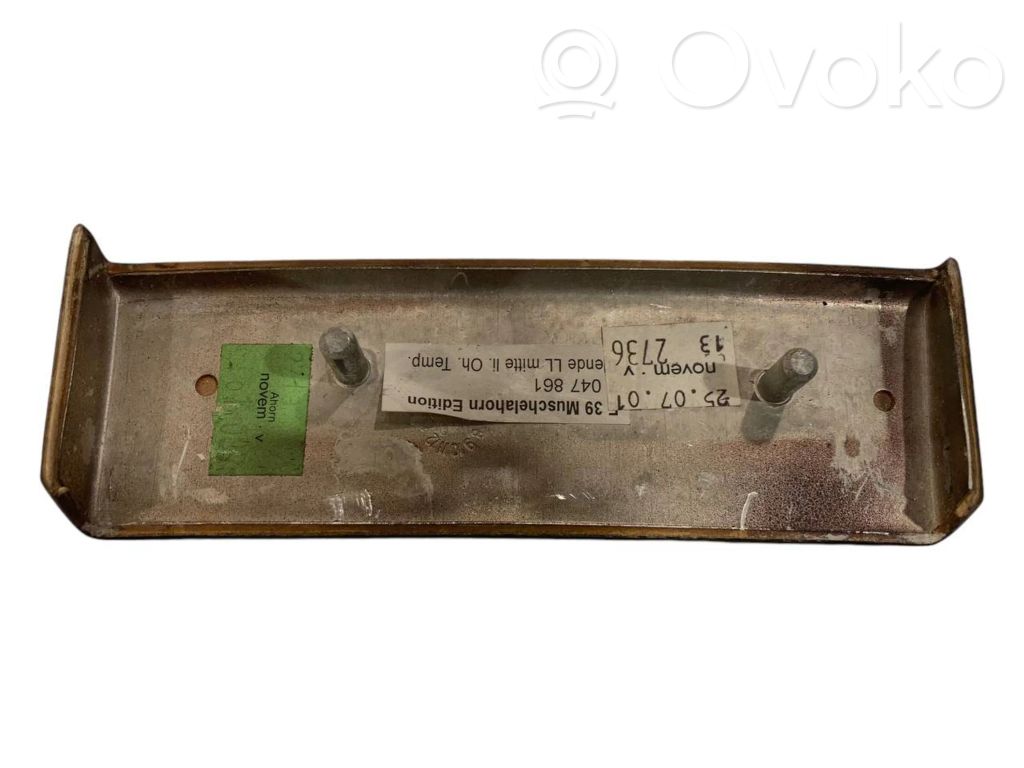 Ovoko
Ahorn
novem . v
39 Muschelahorn Edition
047 861
ende LL mitte li. Oh. Temp.
25.07.01
novem . v
2736
13